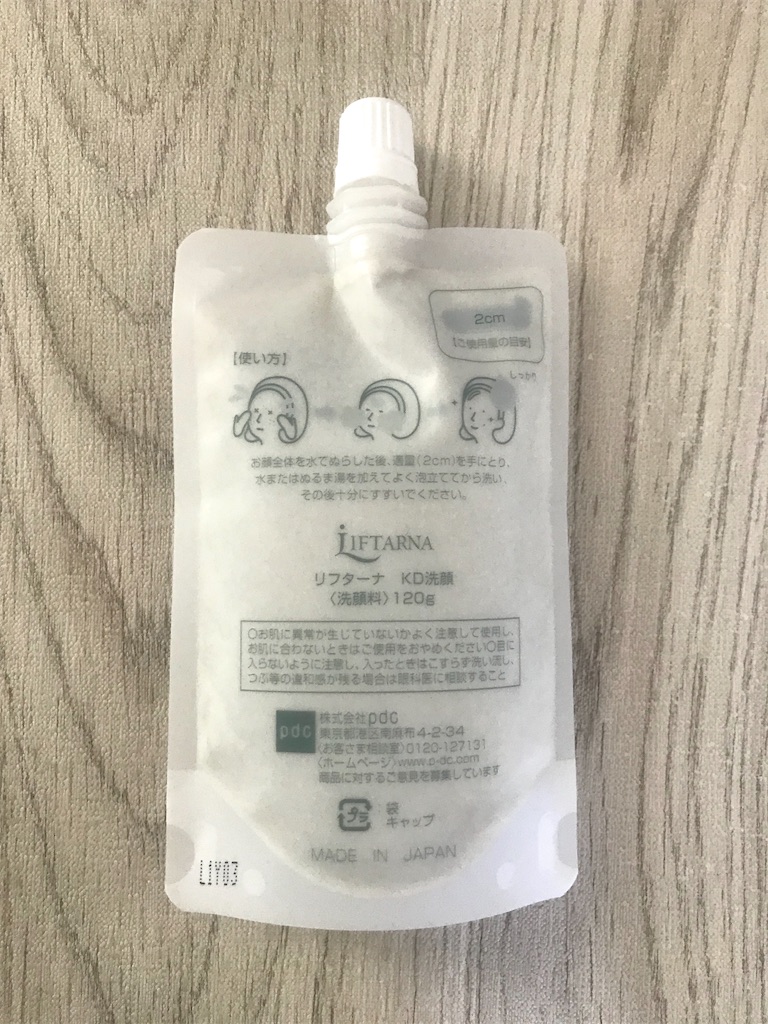 2cm
【ご使用量の目安】
【使い方】
しっかり
お顔全体を水でぬらした後、適量(2cm)を手にとり、
水またはぬるま湯を加えてよく泡立ててから洗い、
その後十分にすすいでください。
LIFTARNA
リフターナ KD洗顔
〈洗顔料〉120g
○お肌に異常が生じていないかよく注意して使用し、
お肌に合わないときはご使用をおやめください○目に
入らないように注意し、入ったときはこすらず洗い流し、
つぶ等の違和感が残る場合は眼科医に相談すること
pdc
株式会社pdc
東京都港区南麻布4-2-34
〈お客さま相談室〉0120-127131
〈ホームページ〉www.p-dc.com
商品に対するご意見を募集しています
プラ
:袋
キャップ
MADE IN JAPAN
L1Y03